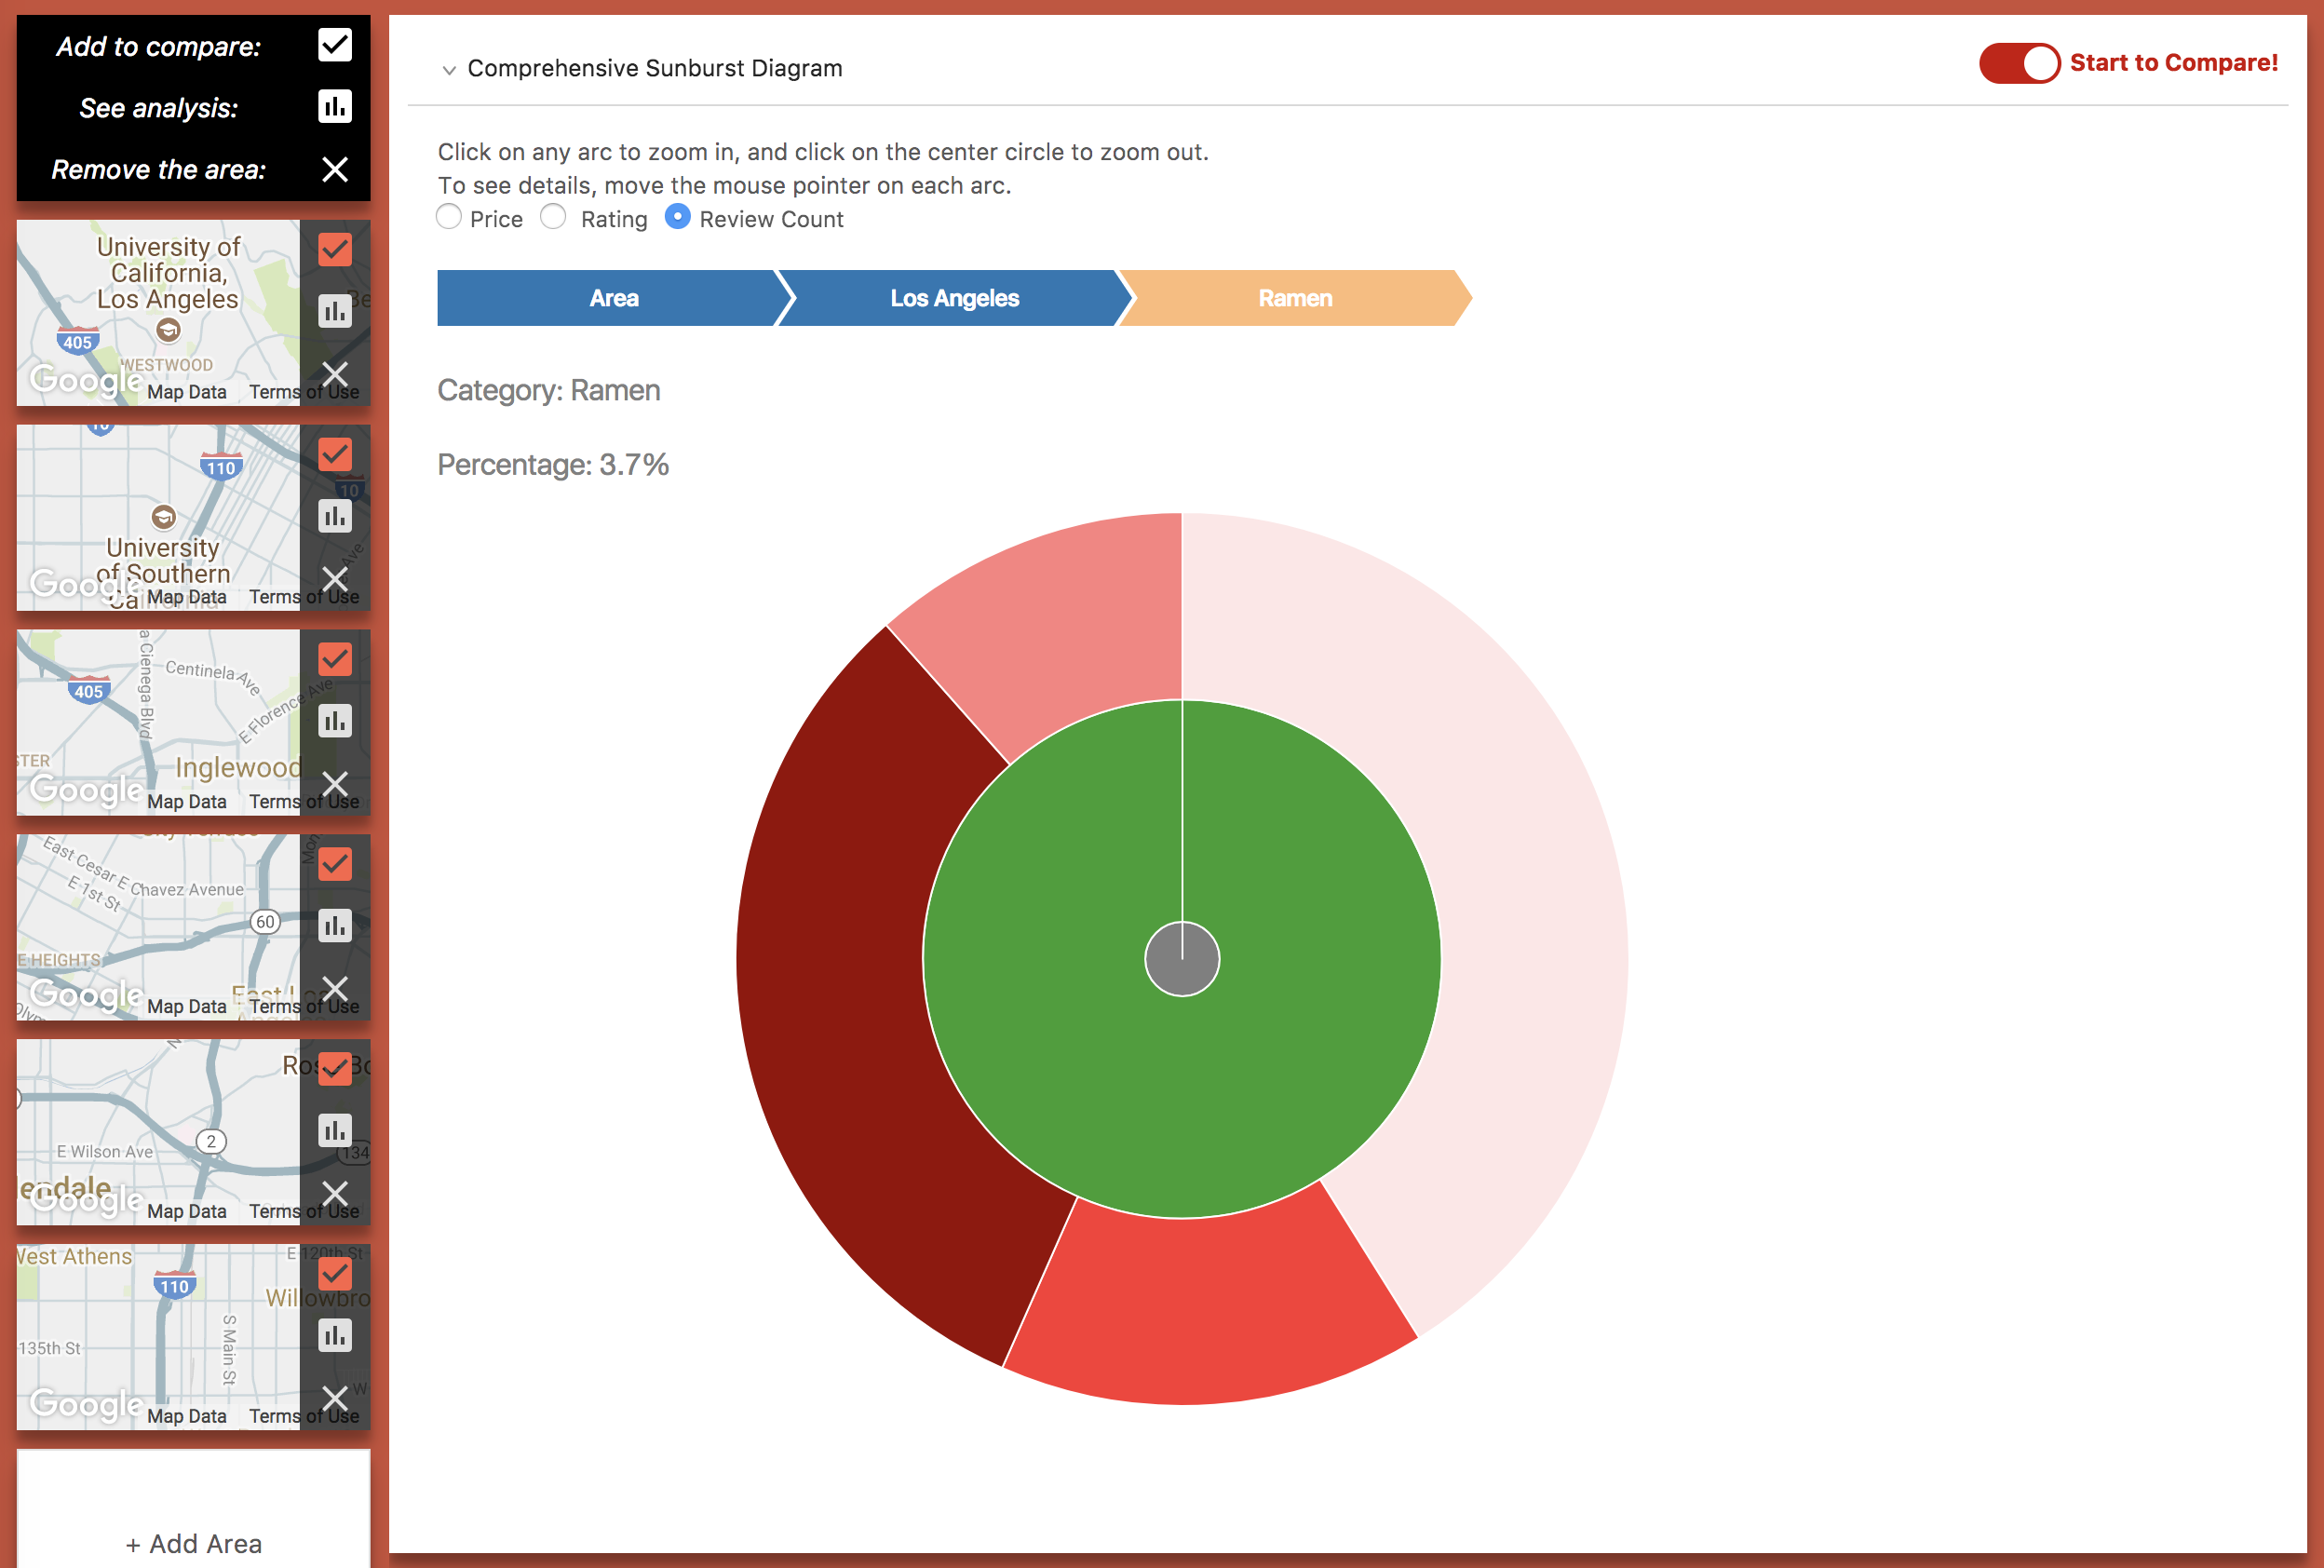 Add to compare:
See analysis:
Remove the area:
University of
California,
Los Angeles
405
WESTWOOD
Google
Map Data
Terms of Use
110
10
University
of Southern
California
Google
Map Data
Terms of Use
Centinela Ave
405
a Cienega Blvd
E Florence Ave
STER
Inglewood
Google
Map Data
Terms of Use
East Cesar E Chavez Avenue
E 1st St
60
E HEIGHTS
Google
Map Data
Terms of Use
2
E Wilson Ave
134
endale
Google
Map Data
Terms of Use
West Athens
E 120th St
110
Willowbro
S Main St
135th St
W
Google
Map Data
Terms of Use
+ Add Area
Comprehensive Sunburst Diagram
Start to Compare!
Click on any arc to zoom in, and click on the center circle to zoom out.
To see details, move the mouse pointer on each arc.
Price Rating Review Count
Area Los Angeles Ramen
Category: Ramen
Percentage: 3.7%